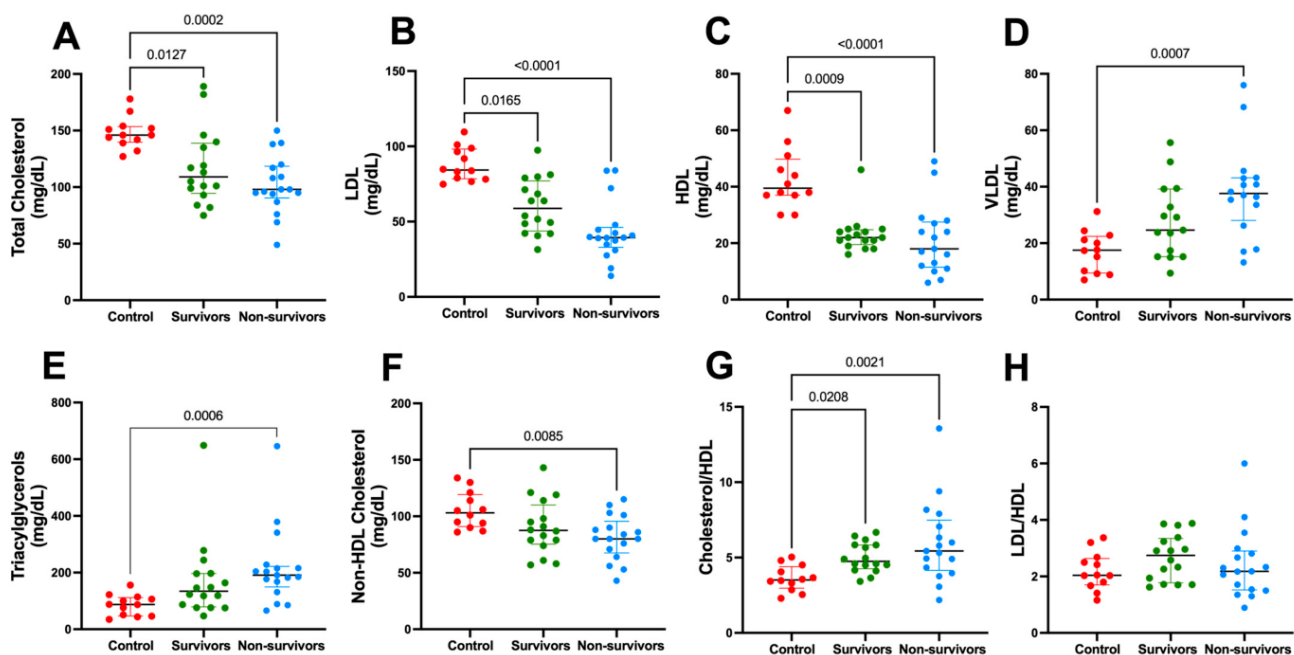 A
0.0002
0.0127
Total Cholesterol
(mg/dL)
200
150
100
50
0
Control Survivors Non-survivors
B
<0.0001
0.0165
LDL
(mg/dL)
150
100
50
0
Control Survivors Non-survivors
C
<0.0001
0.0009
HDL
(mg/dL)
80
60
40
20
0
Control Survivors Non-survivors
D
0.0007
VLDL
(mg/dL)
80
60
40
20
0
Control Survivors Non-survivors
E
0.0006
Triacylglycerols
(mg/dL)
800
600
400
200
0
Control Survivors Non-survivors
F
0.0085
Non-HDL Cholesterol
(mg/dL)
200
150
100
50
0
Control Survivors Non-survivors
G
0.0021
0.0208
Cholesterol/HDL
15
10
5
0
Control Survivors Non-survivors
H
LDL/HDL
8
6
4
2
0
Control Survivors Non-survivors